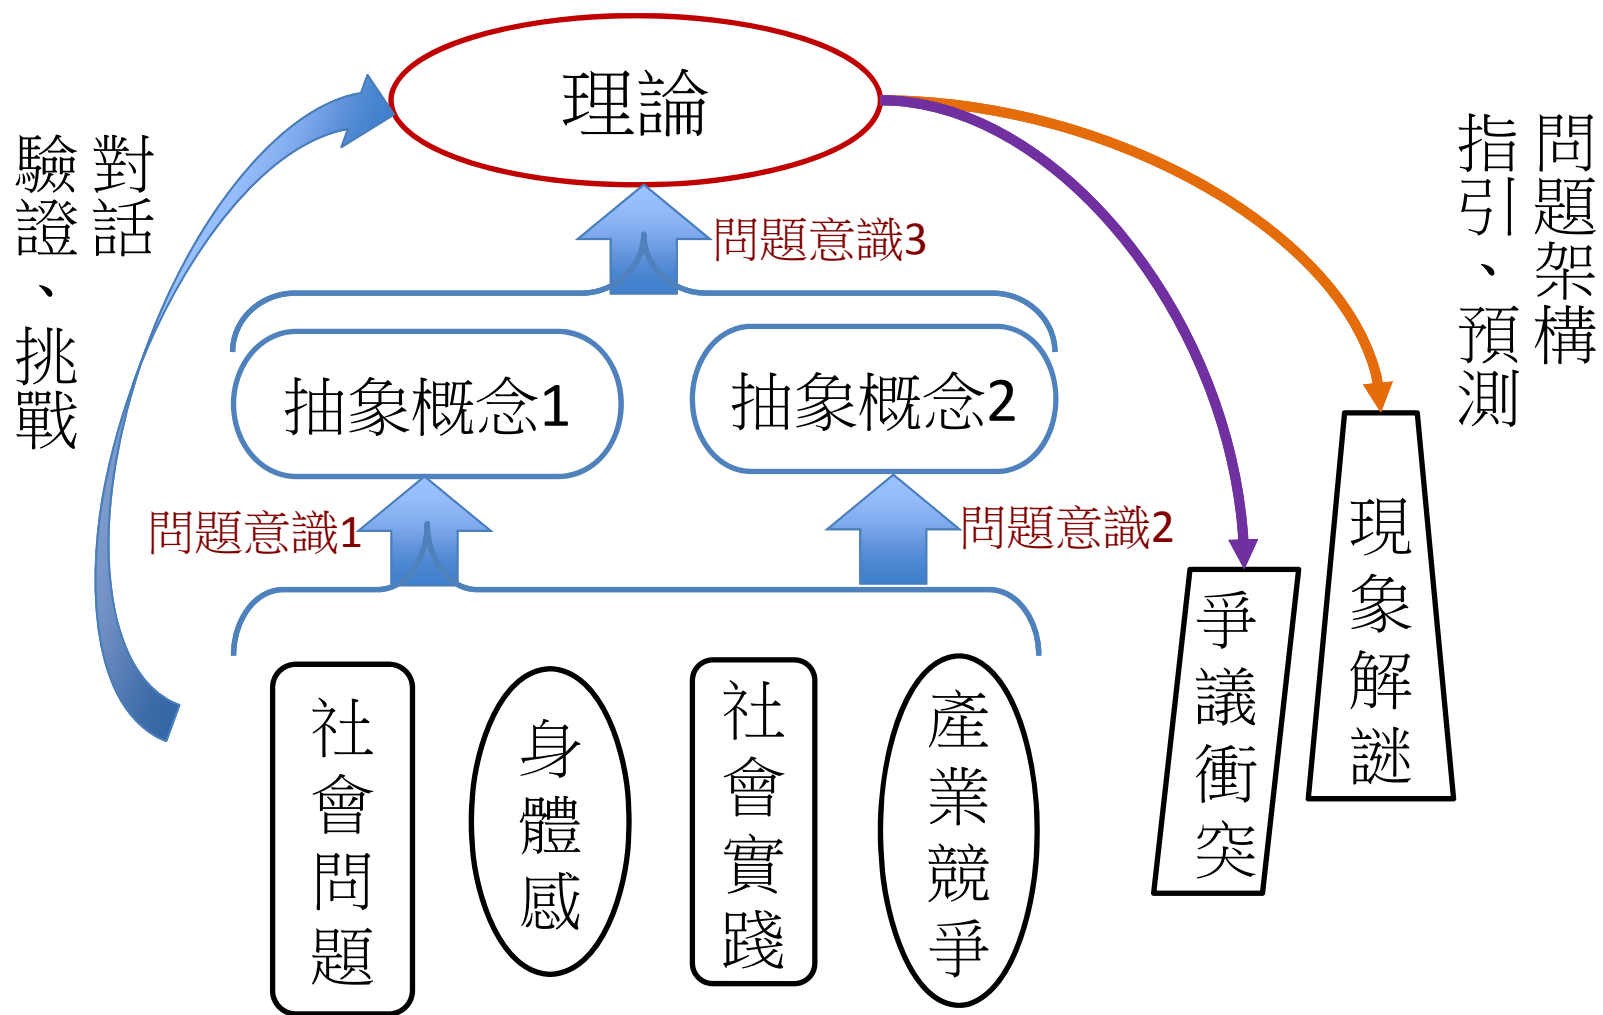 理論
對話
驗證、挑戰
問題架構
指引、預測
問題意識3
抽象概念1
抽象概念2
問題意識1
問題意識2
社會問題
身體感
社會實踐
產業競爭
爭議衝突
現象解謎